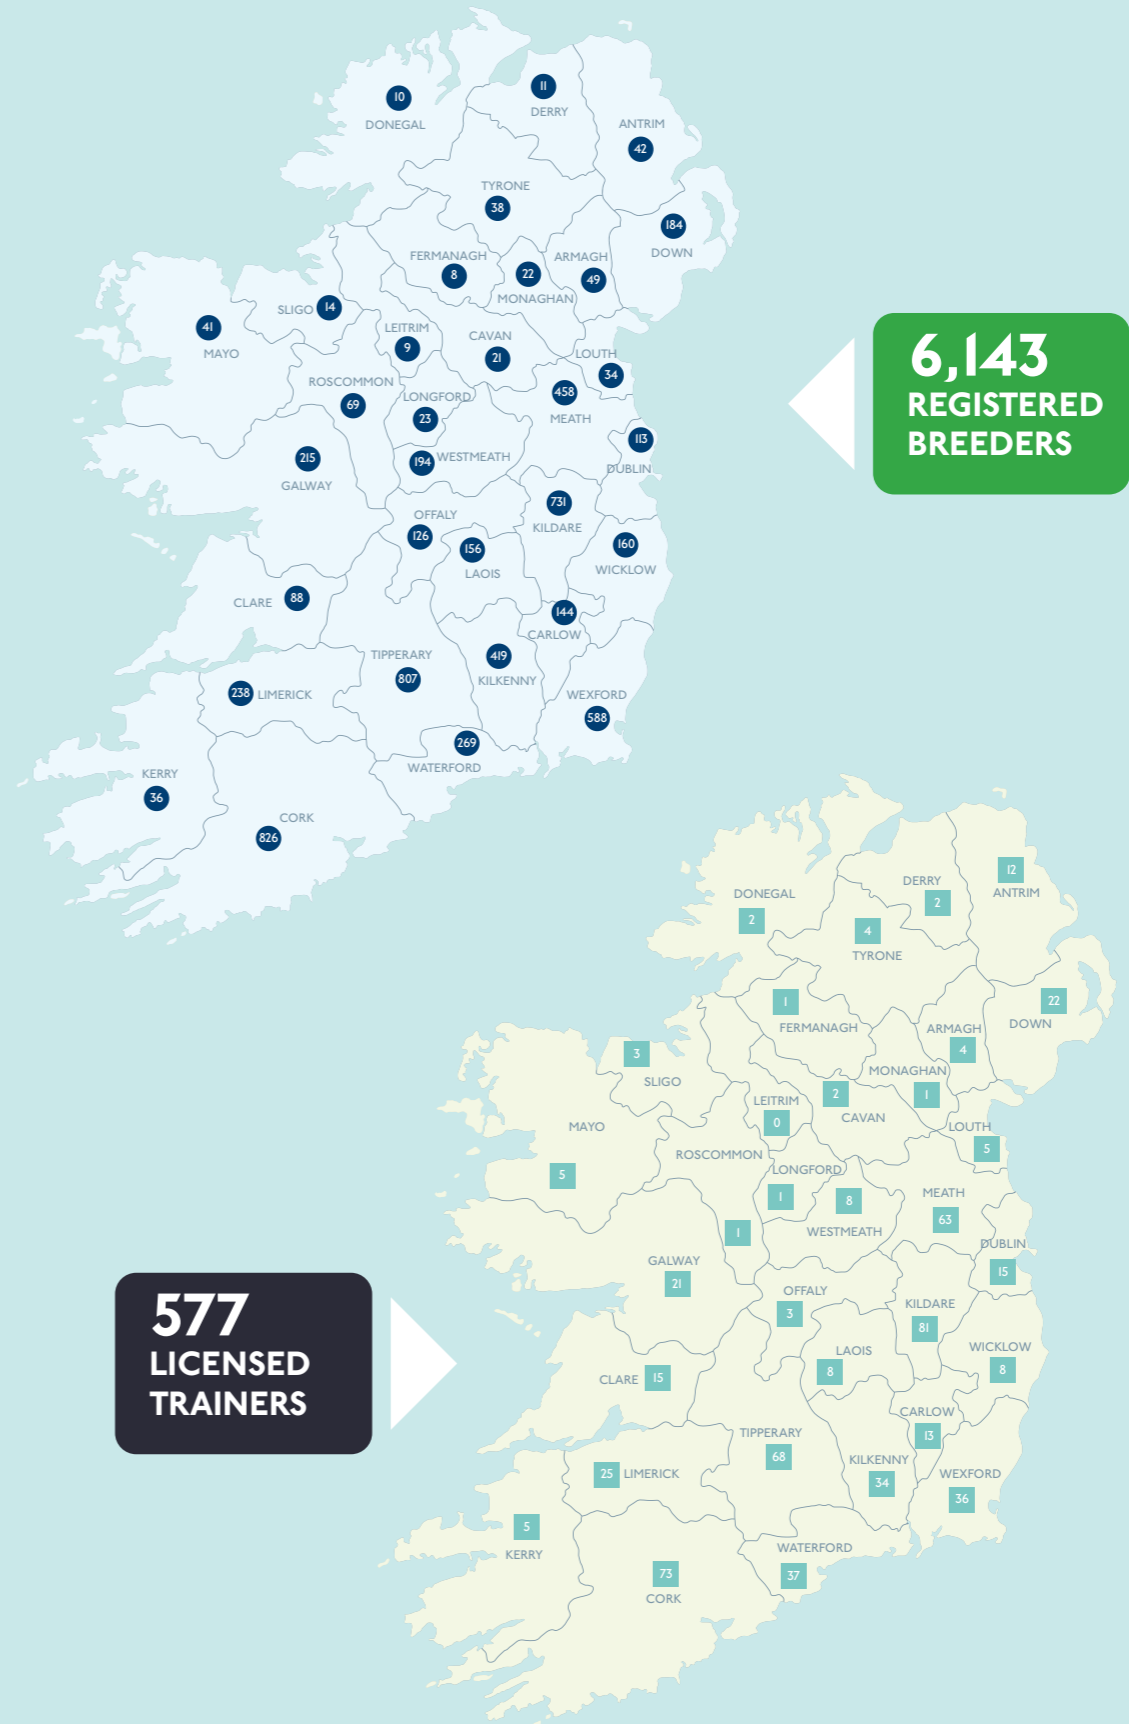 10
DONEGAL
11
DERRY
ANTRIM
42
TYRONE
38
184
DOWN
FERMANAGH
8
22
MONAGHAN
ARMAGH
49
SLIGO 14
41
MAYO
LEITRIM
9
CAVAN
21
LOUTH
34
ROSCOMMON
69
LONGFORD
23
458
MEATH
113
DUBLIN
215
GALWAY
194 WESTMEATH
731
KILDARE
OFFALY
126
156
LAOIS
160
WICKLOW
CLARE 88
144
CARLOW
TIPPERARY
807
419
KILKENNY
238 LIMERICK
WEXFORD
588
269
WATERFORD
KERRY
36
CORK
826
6,143
REGISTERED
BREEDERS
DONEGAL
2
DERRY
2
12
ANTRIM
4
TYRONE
1
FERMANAGH
22
DOWN
ARMAGH
4
3
SLIGO
MONAGHAN
1
2
CAVAN
LEITRIM
0
MAYO
5
LOUTH
5
ROSCOMMON
1
LONGFORD
1
8
WESTMEATH
MEATH
63
DUBLIN
15
GALWAY
21
OFFALY
3
KILDARE
81
LAOIS
8
WICKLOW
8
CLARE 15
CARLOW
13
TIPPERARY
68
KILKENNY
34
25 LIMERICK
WEXFORD
36
5
KERRY
WATERFORD
37
73
CORK
577
LICENSED
TRAINERS